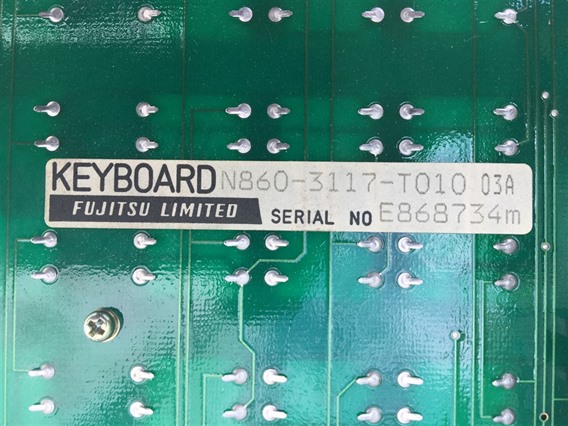 KEYBOARD N860-3117-T010 03A
FUJITSU LIMITED SERIAL NO E868734m